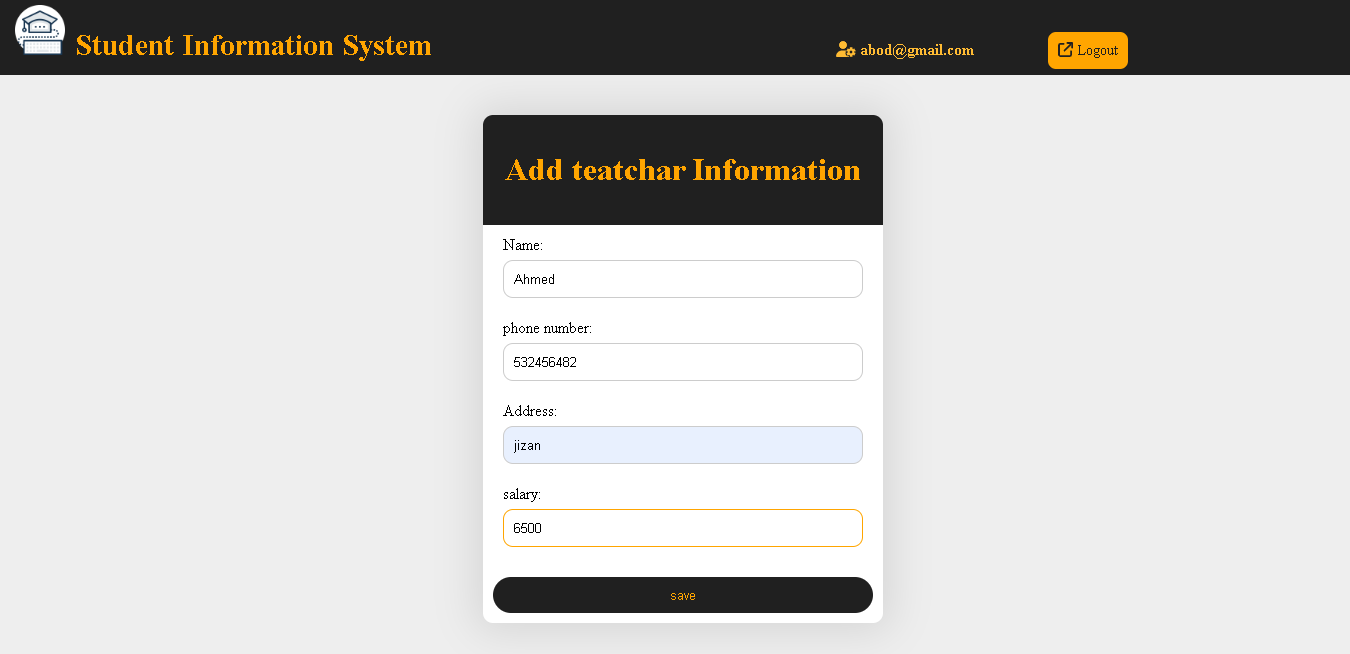 Student Information System
abod@gmail.com
Logout
Add teatchar Information
Name:
Ahmed
phone number:
532456482
Address:
jizan
salary:
6500
save